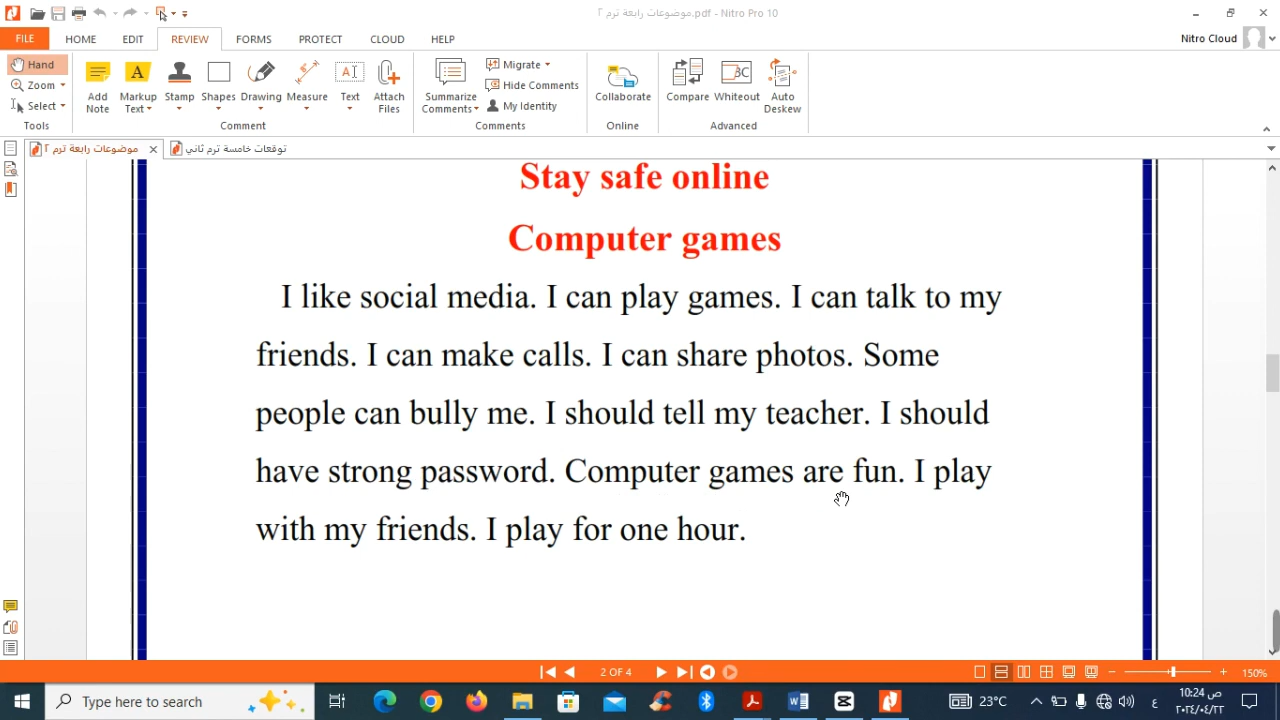 موضوعات رابعة ترم ٢.pdf - Nitro Pro 10
FILE HOME EDIT REVIEW FORMS PROTECT CLOUD HELP Nitro Cloud
Hand Zoom Select Tools
Add Note Markup Text Stamp Shapes Drawing Measure Text Attach Files Comment
Summarize Comments Migrate Hide Comments My Identity Comments
Collaborate Online
Compare Whiteout Auto Deskew Advanced
موضوعات رابعة ترم ٢ توقعات خامسة ترم ثاني
Stay safe online
Computer games
I like social media. I can play games. I can talk to my
friends. I can make calls. I can share photos. Some
people can bully me. I should tell my teacher. I should
have strong password. Computer games are fun. I play
with my friends. I play for one hour.
2 OF 4 150%
Type here to search 23°C ع 10:24 ص
٢٠٢٤/٠٤/٢٣